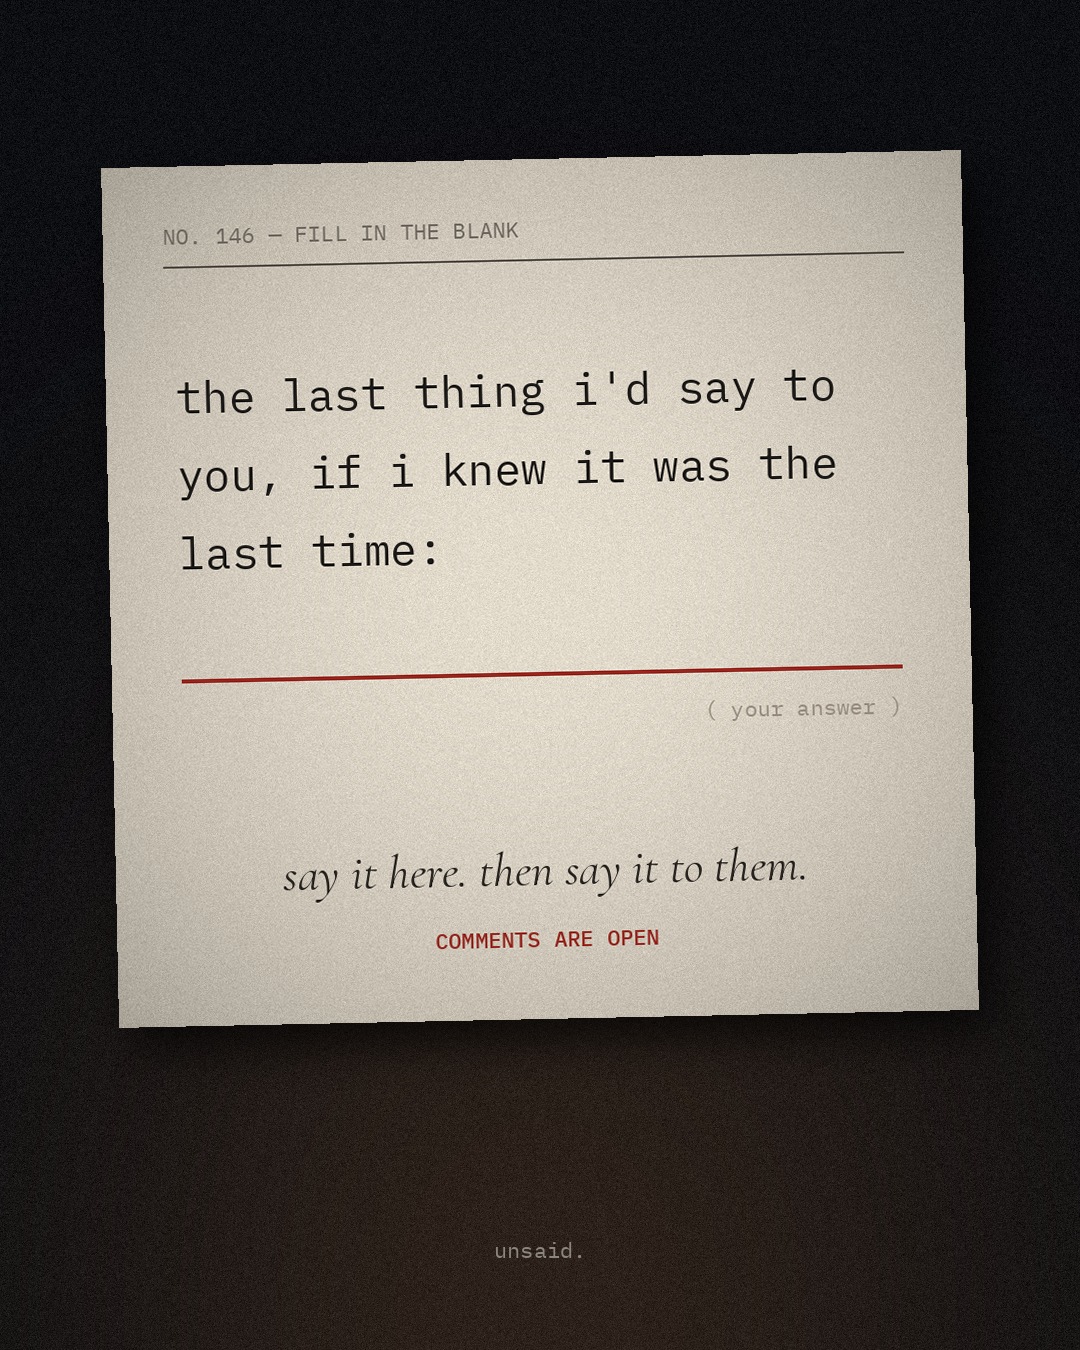 NO. 146 — FILL IN THE BLANK
the last thing i'd say to
you, if i knew it was the
last time:
( your answer )
say it here. then say it to them.
COMMENTS ARE OPEN
unsaid.